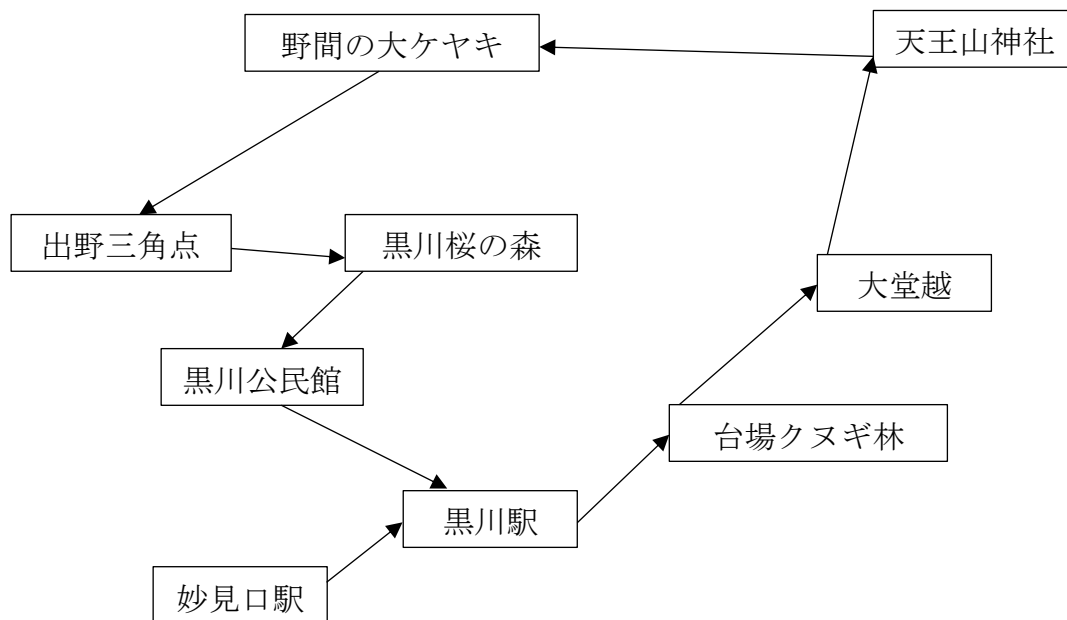 天王山神社
野間の大ケヤキ
出野三角点
黒川桜の森
大堂越
黒川公民館
台場クヌギ林
黒川駅
妙見口駅